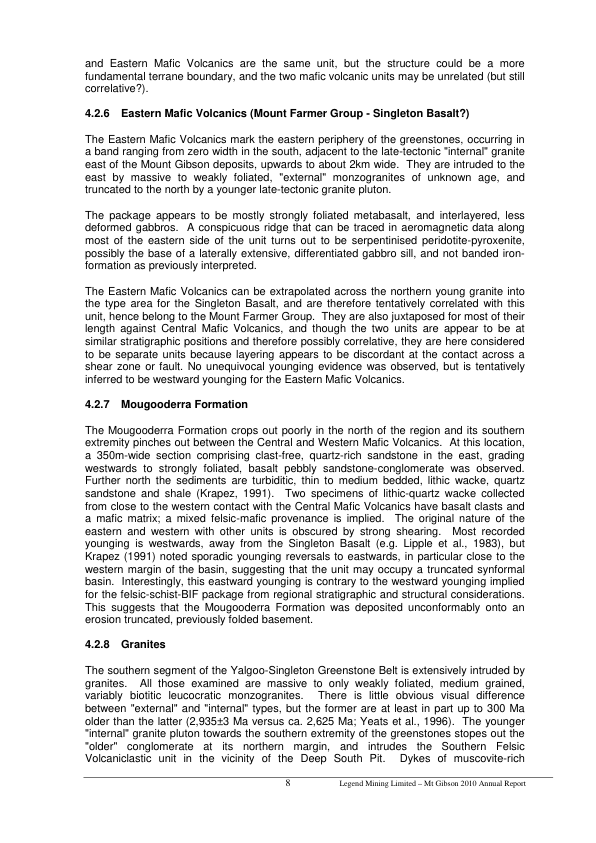 and Eastern Mafic Volcanics are the same unit, but the structure could be a more
fundamental terrane boundary, and the two mafic volcanic units may be unrelated (but still
correlative?).
4.2.6 Eastern Mafic Volcanics (Mount Farmer Group - Singleton Basalt?)
The Eastern Mafic Volcanics mark the eastern periphery of the greenstones, occurring in
a band ranging from zero width in the south, adjacent to the late-tectonic "internal" granite
east of the Mount Gibson deposits, upwards to about 2km wide. They are intruded to the
east by massive to weakly foliated, "external" monzogranites of unknown age, and
truncated to the north by a younger late-tectonic granite pluton.
The package appears to be mostly strongly foliated metabasalt, and interlayered, less
deformed gabbros. A conspicuous ridge that can be traced in aeromagnetic data along
most of the eastern side of the unit turns out to be serpentinised peridotite-pyroxenite,
possibly the base of a laterally extensive, differentiated gabbro sill, and not banded iron-
formation as previously interpreted.
The Eastern Mafic Volcanics can be extrapolated across the northern young granite into
the type area for the Singleton Basalt, and are therefore tentatively correlated with this
unit, hence belong to the Mount Farmer Group. They are also juxtaposed for most of their
length against Central Mafic Volcanics, and though the two units are appear to be at
similar stratigraphic positions and therefore possibly correlative, they are here considered
to be separate units because layering appears to be discordant at the contact across a
shear zone or fault. No unequivocal younging evidence was observed, but is tentatively
inferred to be westward younging for the Eastern Mafic Volcanics.
4.2.7 Mougooderra Formation
The Mougooderra Formation crops out poorly in the north of the region and its southern
extremity pinches out between the Central and Western Mafic Volcanics. At this location,
a 350m-wide section comprising clast-free, quartz-rich sandstone in the east, grading
westwards to strongly foliated, basalt pebbly sandstone-conglomerate was observed.
Further north the sediments are turbiditic, thin to medium bedded, lithic wacke, quartz
sandstone and shale (Krapez, 1991). Two specimens of lithic-quartz wacke collected
from close to the western contact with the Central Mafic Volcanics have basalt clasts and
a mafic matrix; a mixed felsic-mafic provenance is implied. The original nature of the
eastern and western with other units is obscured by strong shearing. Most recorded
younging is westwards, away from the Singleton Basalt (e.g. Lipple et al., 1983), but
Krapez (1991) noted sporadic younging reversals to eastwards, in particular close to the
western margin of the basin, suggesting that the unit may occupy a truncated synformal
basin. Interestingly, this eastward younging is contrary to the westward younging implied
for the felsic-schist-BIF package from regional stratigraphic and structural considerations.
This suggests that the Mougooderra Formation was deposited unconformably onto an
erosion truncated, previously folded basement.
4.2.8 Granites
The southern segment of the Yalgoo-Singleton Greenstone Belt is extensively intruded by
granites. All those examined are massive to only weakly foliated, medium grained,
variably biotitic leucocratic monzogranites. There is little obvious visual difference
between "external" and "internal" types, but the former are at least in part up to 300 Ma
older than the latter (2,935±3 Ma versus ca. 2,625 Ma; Yeats et al., 1996). The younger
"internal" granite pluton towards the southern extremity of the greenstones stopes out the
"older" conglomerate at its northern margin, and intrudes the Southern Felsic
Volcaniclastic unit in the vicinity of the Deep South Pit. Dykes of muscovite-rich
8 Legend Mining Limited – Mt Gibson 2010 Annual Report